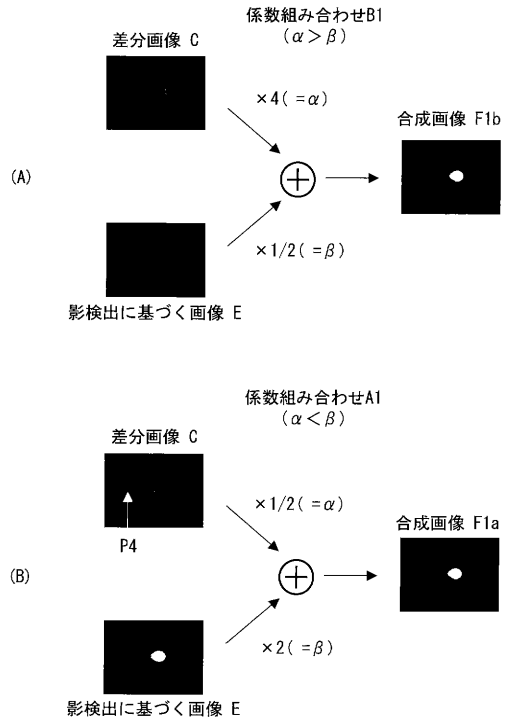 係数組み合わせB1
(α＞β)
差分画像 C
×4(=α)
合成画像 F1b
(A)
×1/2(=β)
影検出に基づく画像 E
係数組み合わせA1
(α＜β)
差分画像 C
×1/2(=α)
合成画像 F1a
P4
(B)
×2(=β)
影検出に基づく画像 E